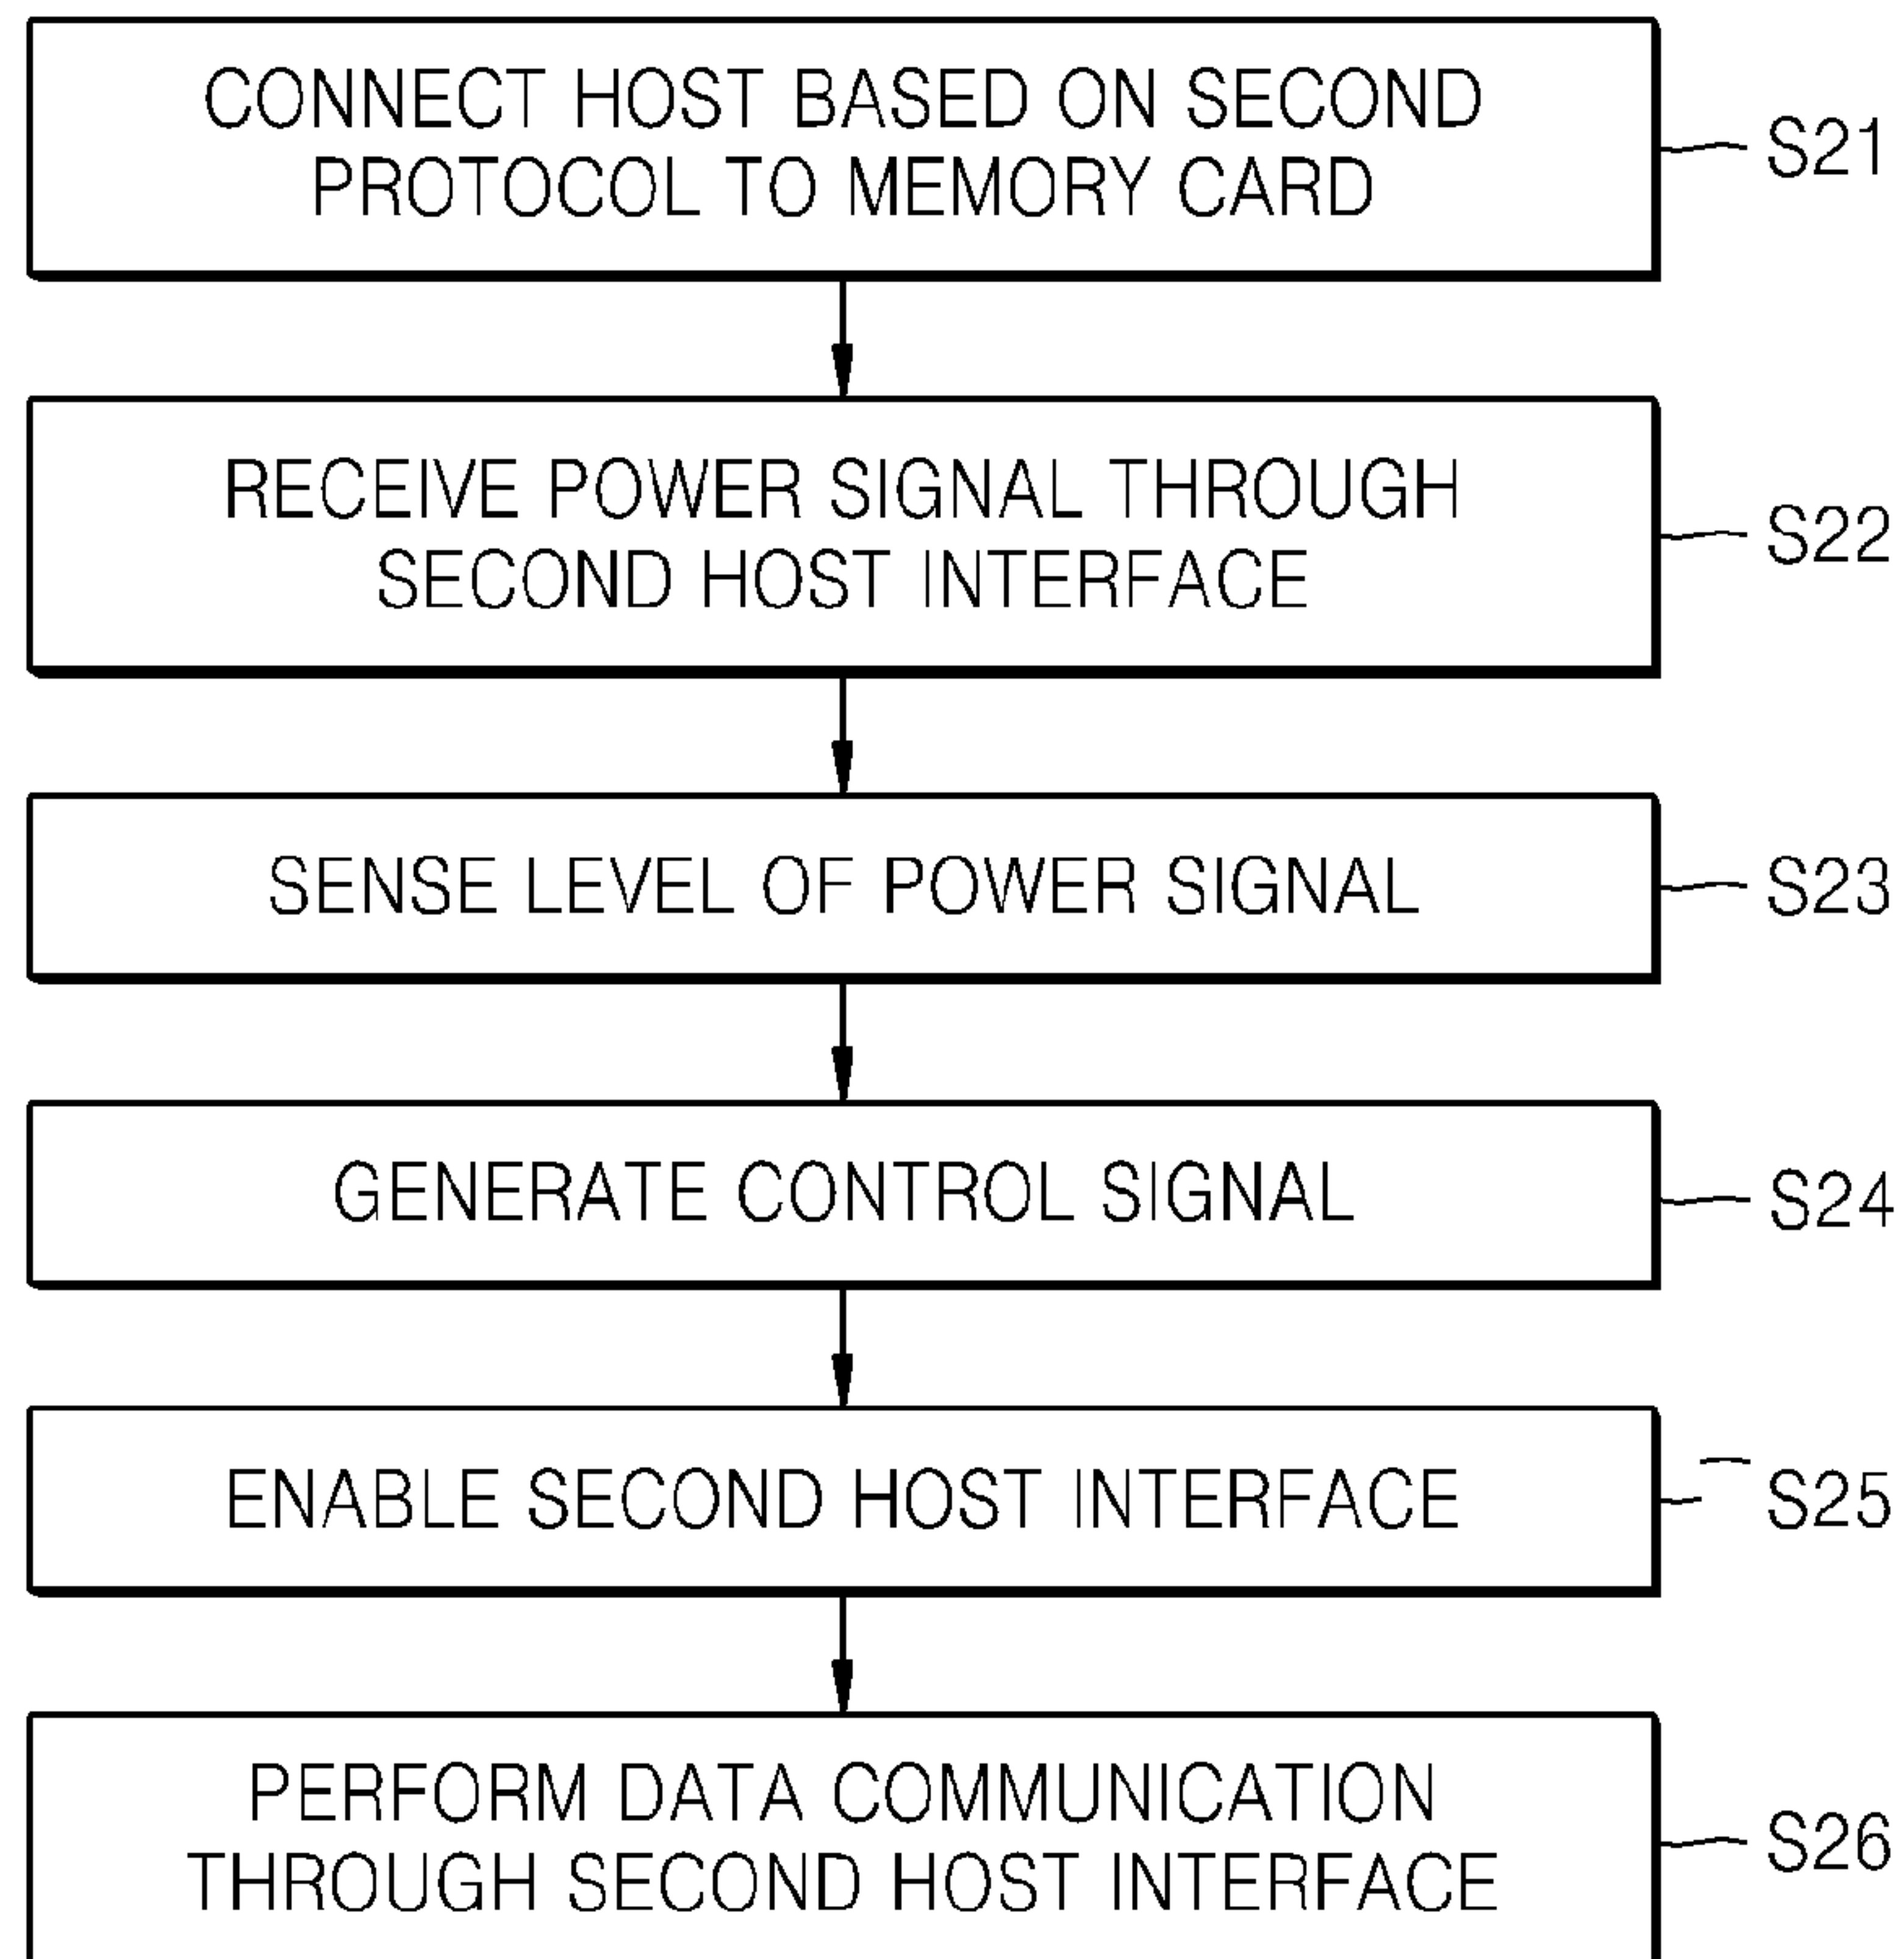 CONNECT HOST BASED ON SECOND
PROTOCOL TO MEMORY CARD
S21
RECEIVE POWER SIGNAL THROUGH
SECOND HOST INTERFACE
S22
SENSE LEVEL OF POWER SIGNAL
S23
GENERATE CONTROL SIGNAL
S24
ENABLE SECOND HOST INTERFACE
S25
PERFORM DATA COMMUNICATION
THROUGH SECOND HOST INTERFACE
S26